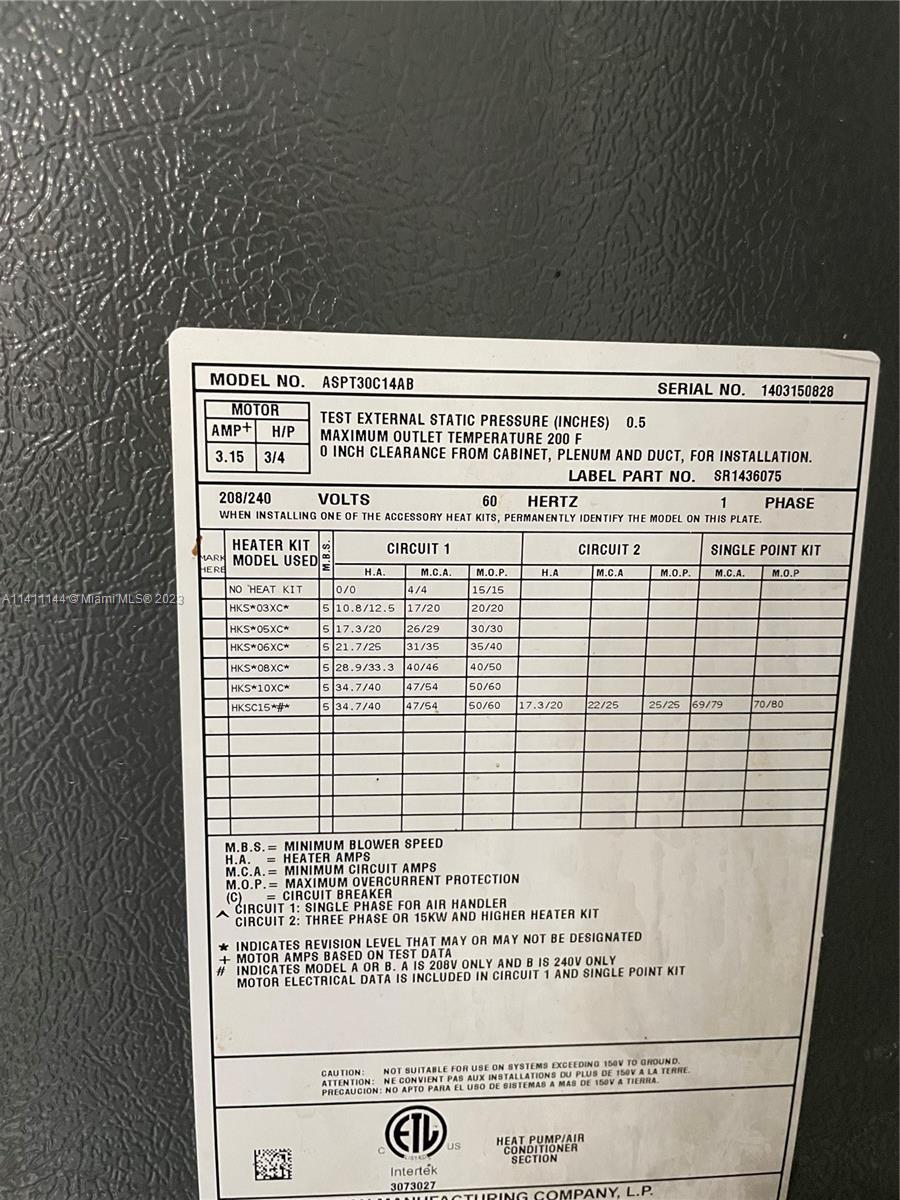 MODEL NO. ASPT30C14AB SERIAL NO. 1403150828
MOTOR
AMP+ H/P
3.15 3/4
TEST EXTERNAL STATIC PRESSURE (INCHES) 0.5
MAXIMUM OUTLET TEMPERATURE 200 F
0 INCH CLEARANCE FROM CABINET, PLENUM AND DUCT, FOR INSTALLATION.
LABEL PART NO. SR1436075
208/240 VOLTS 60 HERTZ 1 PHASE
WHEN INSTALLING ONE OF THE ACCESSORY HEAT KITS, PERMANENTLY IDENTIFY THE MODEL ON THIS PLATE.
MARK HERE HEATER KIT MODEL USED M.B.S. CIRCUIT 1 CIRCUIT 2 SINGLE POINT KIT
H.A. M.C.A. M.O.P. H.A M.C.A M.O.P. M.C.A. M.O.P
NO HEAT KIT 0/0 4/4 15/15
HKS*03XC* 5 10.8/12.5 17/20 20/20
HKS*05XC* 5 17.3/20 26/29 30/30
HKS*06XC* 5 21.7/25 31/35 35/40
HKS*08XC* 5 28.9/33.3 40/46 40/50
HKS*10XC* 5 34.7/40 47/54 50/60
HKSC15*#* 5 34.7/40 47/54 50/60 17.3/20 22/25 25/25 69/79 70/80
M.B.S. = MINIMUM BLOWER SPEED
H.A. = HEATER AMPS
M.C.A. = MINIMUM CIRCUIT AMPS
M.O.P. = MAXIMUM OVERCURRENT PROTECTION
(C) = CIRCUIT BREAKER
^ CIRCUIT 1: SINGLE PHASE FOR AIR HANDLER
CIRCUIT 2: THREE PHASE OR 15KW AND HIGHER HEATER KIT
* INDICATES REVISION LEVEL THAT MAY OR MAY NOT BE DESIGNATED
+ MOTOR AMPS BASED ON TEST DATA
# INDICATES MODEL A OR B. A IS 208V ONLY AND B IS 240V ONLY
MOTOR ELECTRICAL DATA IS INCLUDED IN CIRCUIT 1 AND SINGLE POINT KIT
CAUTION: NOT SUITABLE FOR USE ON SYSTEMS EXCEEDING 150V TO GROUND.
ATTENTION: NE CONVIENT PAS AUX INSTALLATIONS DU PLUS DE 150V A LA TERRE.
PRECAUCION: NO APTO PARA EL USO DE SISTEMAS A MAS DE 150V A TIERRA.
C ETL US
LISTED
Intertek
3073027
HEAT PUMP/AIR
CONDITIONER
SECTION
MANUFACTURING COMPANY, L.P.
A11411144 © Miami MLS® 2023